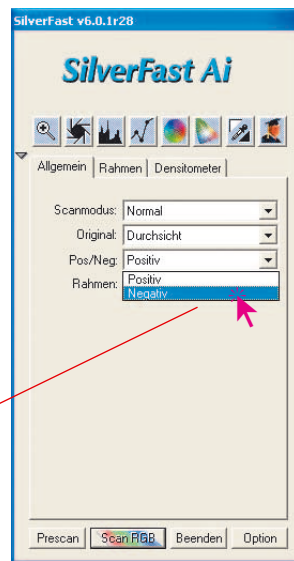 SilverFast v6.0.1r28
SilverFast Ai
Allgemein Rahmen Densitometer
Scanmodus: Normal
Original: Durchsicht
Pos/Neg: Positiv
Rahmen: Positiv
Negativ
Prescan Scan RGB Beenden Option